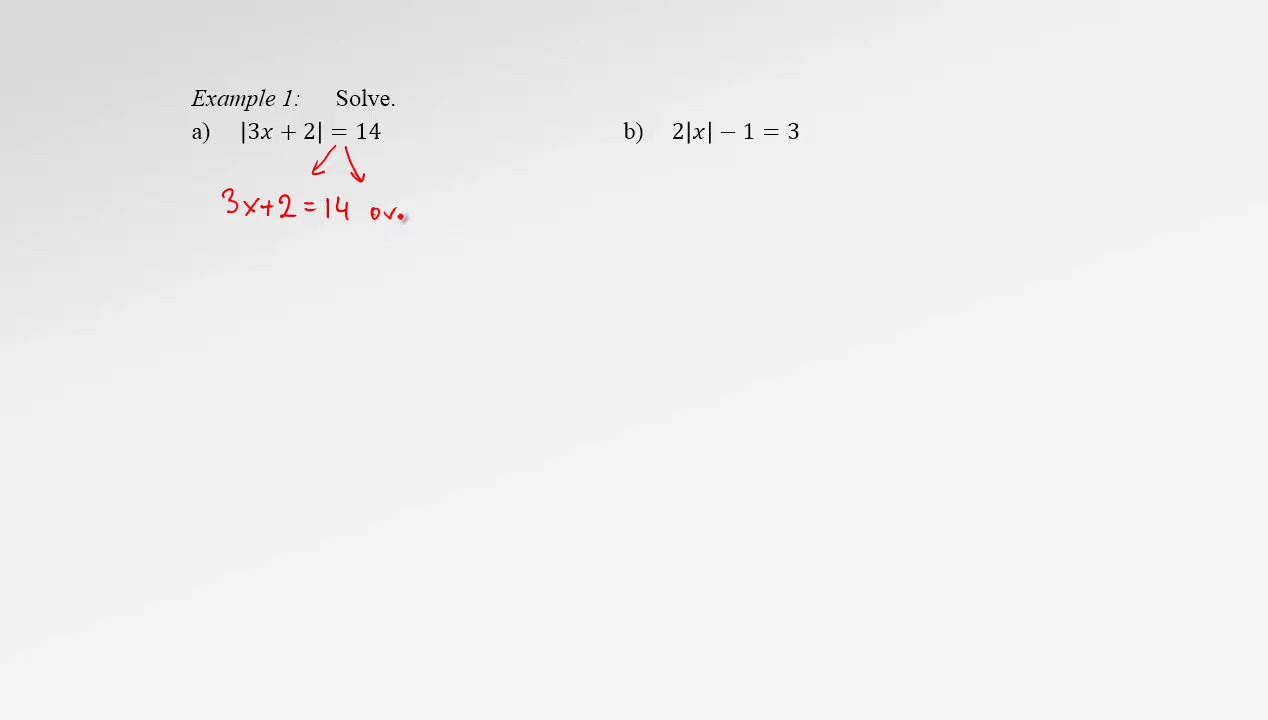 Example 1: Solve.
a) |3x + 2| = 14
b) 2|x| − 1 = 3
3x+2 = 14 or